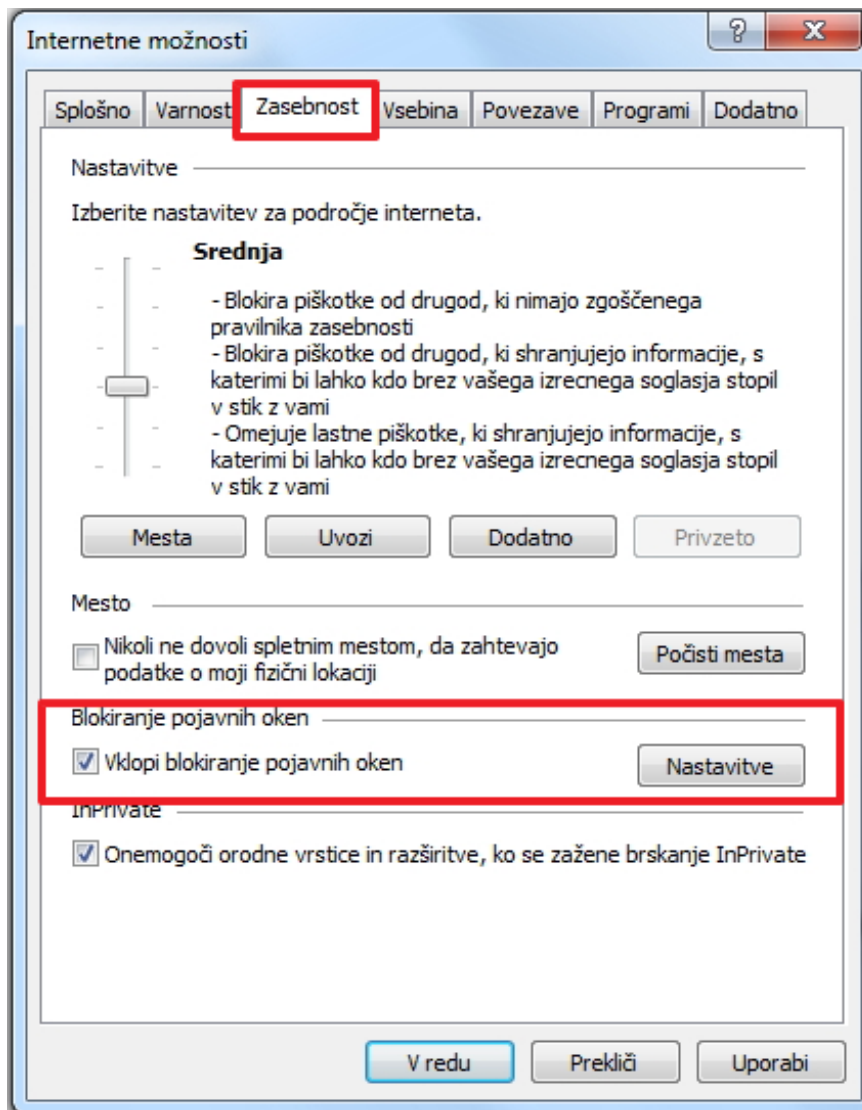 Internetne možnosti
Splošno Varnost Zasebnost Vsebina Povezave Programi Dodatno
Nastavitve
Izberite nastavitev za področje interneta.
Srednja
- Blokira piškotke od drugod, ki nimajo zgoščenega
pravilnika zasebnosti
- Blokira piškotke od drugod, ki shranjujejo informacije, s
katerimi bi lahko kdo brez vašega izrecnega soglasja stopil
v stik z vami
- Omejuje lastne piškotke, ki shranjujejo informacije, s
katerimi bi lahko kdo brez vašega izrecnega soglasja stopil
v stik z vami
Mesta Uvozi Dodatno Privzeto
Mesto
Nikoli ne dovoli spletnim mestom, da zahtevajo
podatke o moji fizični lokaciji
Počisti mesta
Blokiranje pojavnih oken
Vklopi blokiranje pojavnih oken
Nastavitve
InPrivate
Onemogoči orodne vrstice in razširitve, ko se zažene brskanje InPrivate
V redu Prekliči Uporabi